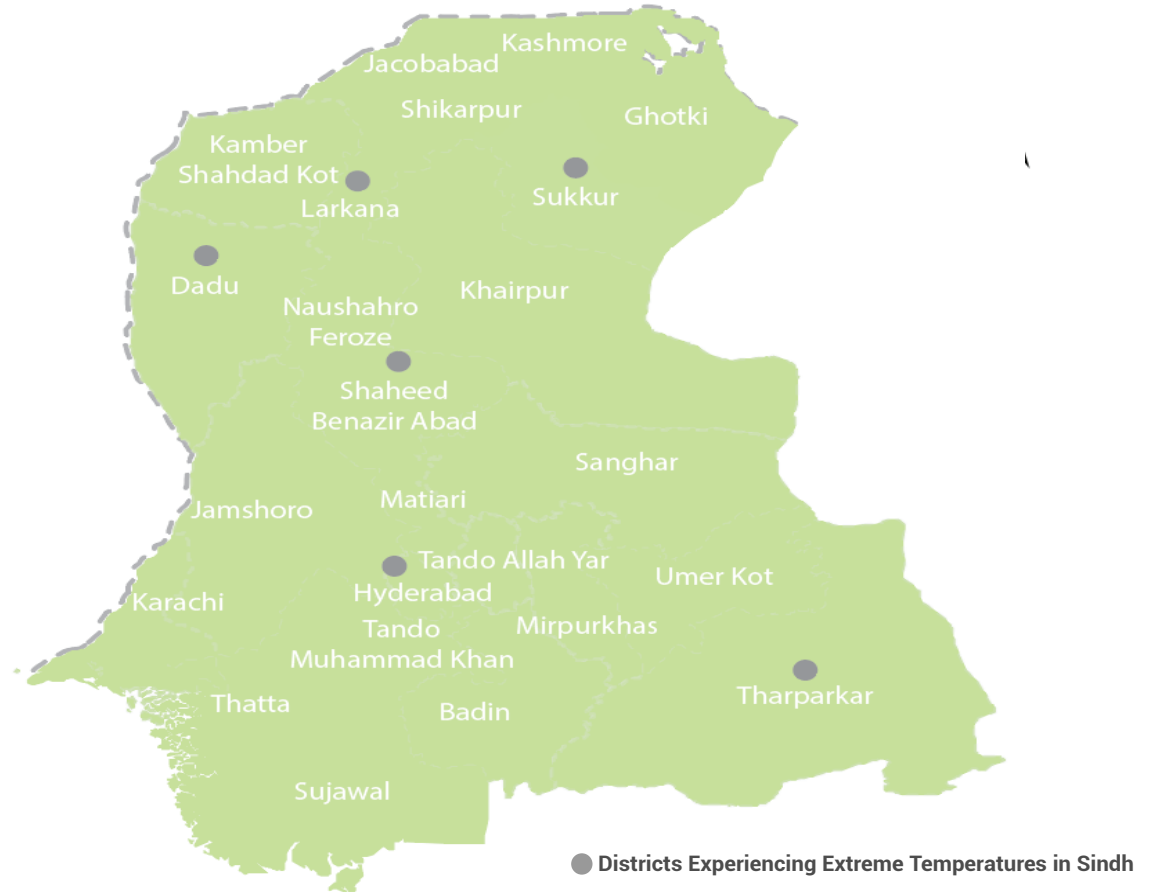 Kashmore
Jacobabad
Shikarpur
Ghotki
Kamber
Shahdad Kot
Larkana
Sukkur
Dadu
Khairpur
Naushahro
Feroze
Shaheed
Benazir Abad
Sanghar
Matiari
Jamshoro
Tando Allah Yar
Umer Kot
Hyderabad
Karachi
Tando
Muhammad Khan
Mirpurkhas
Tharparkar
Thatta
Badin
Sujawal
Districts Experiencing Extreme Temperatures in Sindh